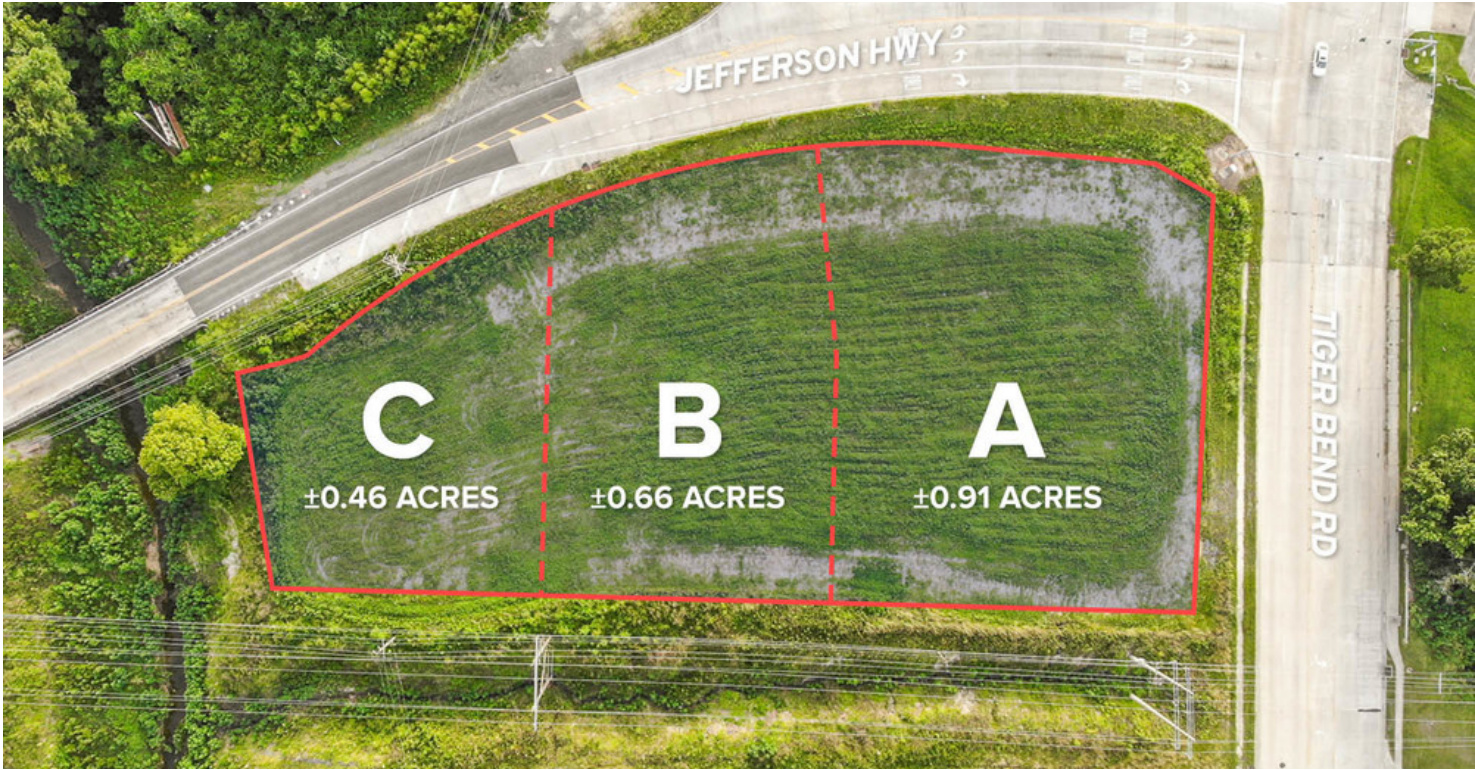 JEFFERSON HWY
TIGER BEND RD
C
±0.46 ACRES
B
±0.66 ACRES
A
±0.91 ACRES